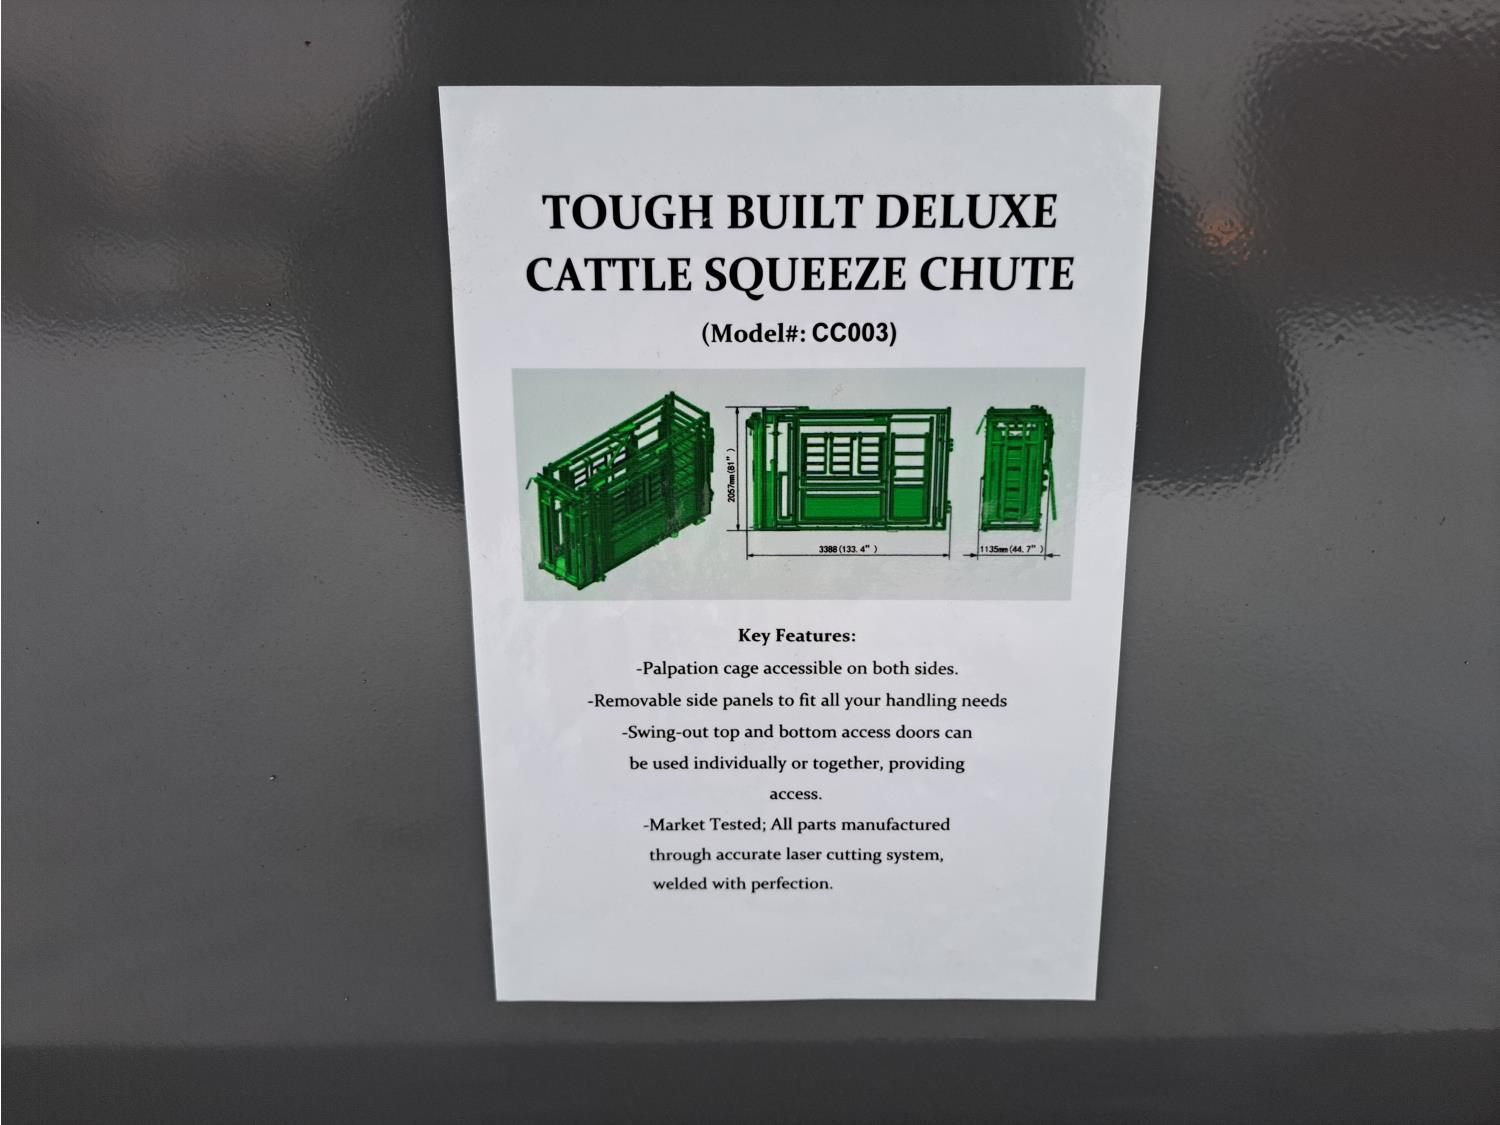 TOUGH BUILT DELUXE
CATTLE SQUEEZE CHUTE
(Model#: CC003)
2057mm(81")
3388(133.4")
1135mm(44.7")
Key Features:
-Palpation cage accessible on both sides.
-Removable side panels to fit all your handling needs
-Swing-out top and bottom access doors can
be used individually or together, providing
access.
-Market Tested; All parts manufactured
through accurate laser cutting system,
welded with perfection.